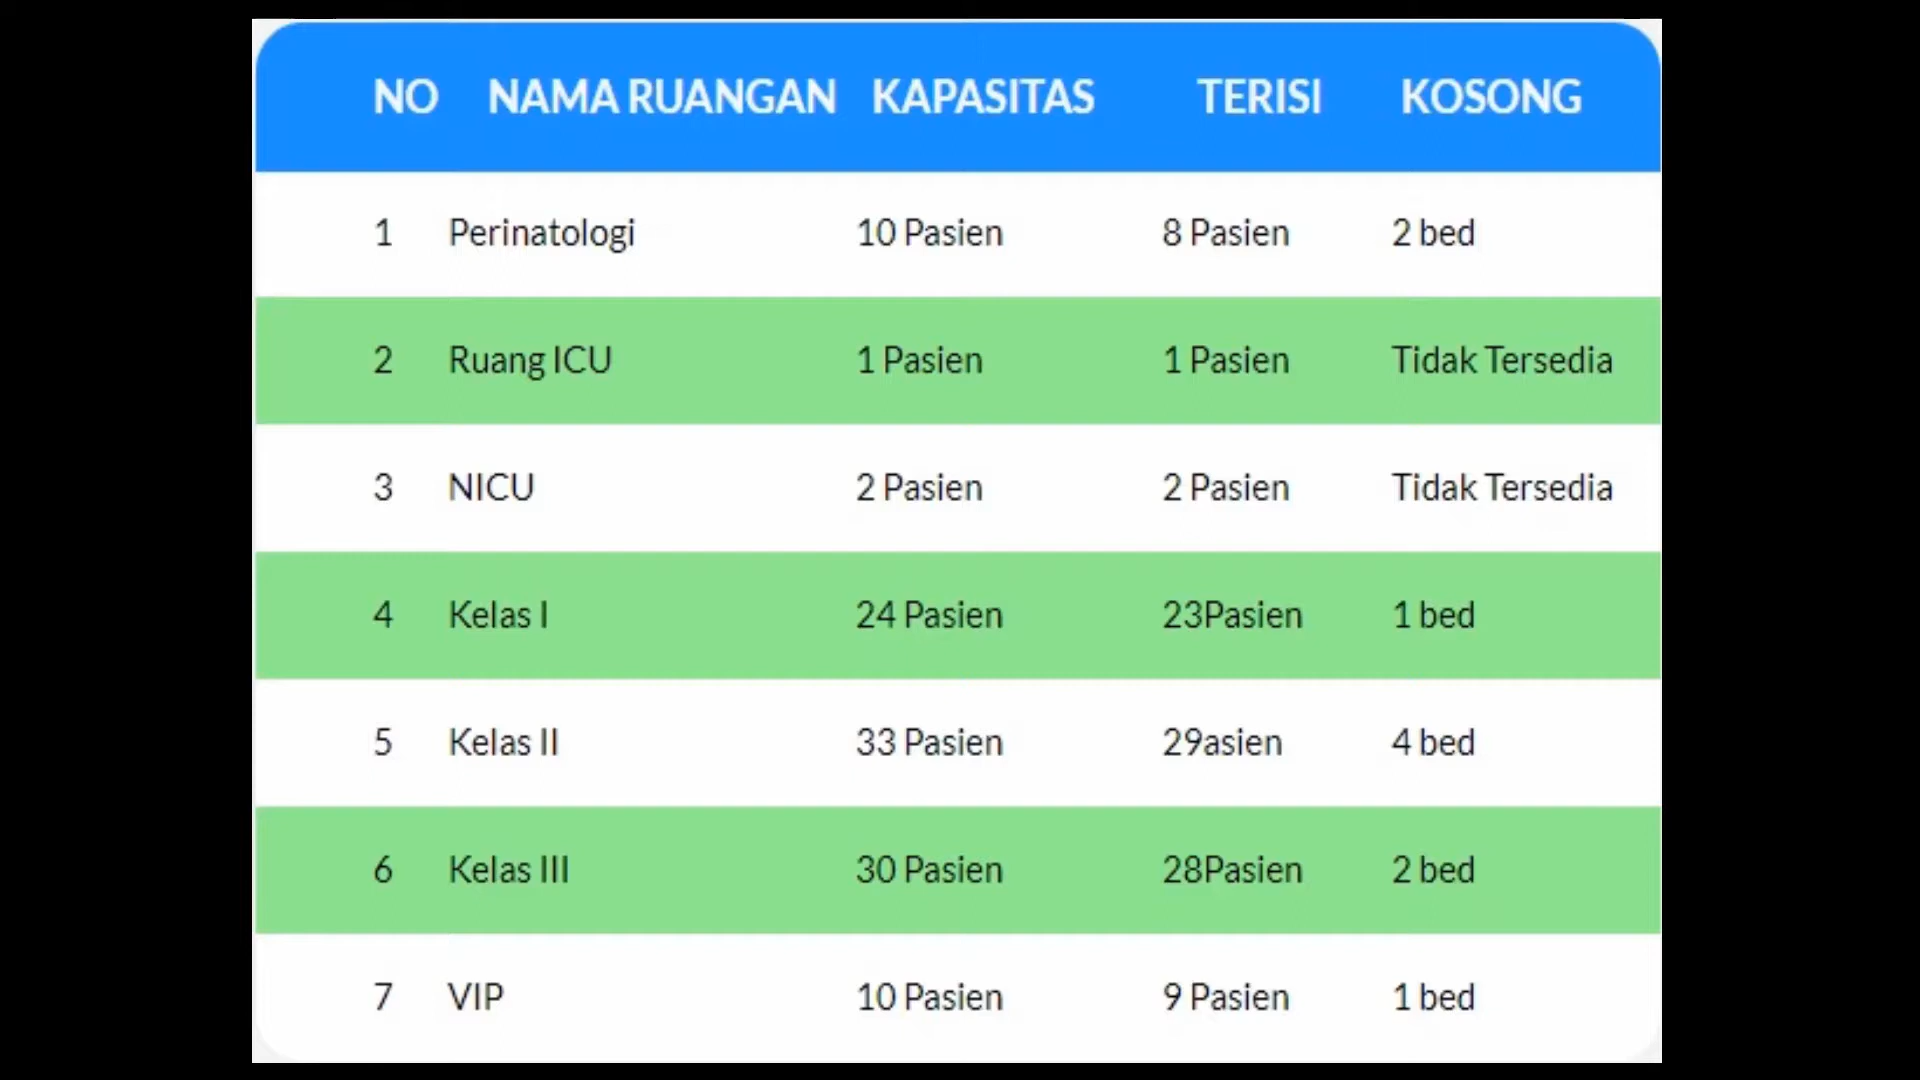 NO NAMA RUANGAN KAPASITAS TERISI KOSONG
1 Perinatologi 10 Pasien 8 Pasien 2 bed
2 Ruang ICU 1 Pasien 1 Pasien Tidak Tersedia
3 NICU 2 Pasien 2 Pasien Tidak Tersedia
4 Kelas I 24 Pasien 23Pasien 1 bed
5 Kelas II 33 Pasien 29asien 4 bed
6 Kelas III 30 Pasien 28Pasien 2 bed
7 VIP 10 Pasien 9 Pasien 1 bed